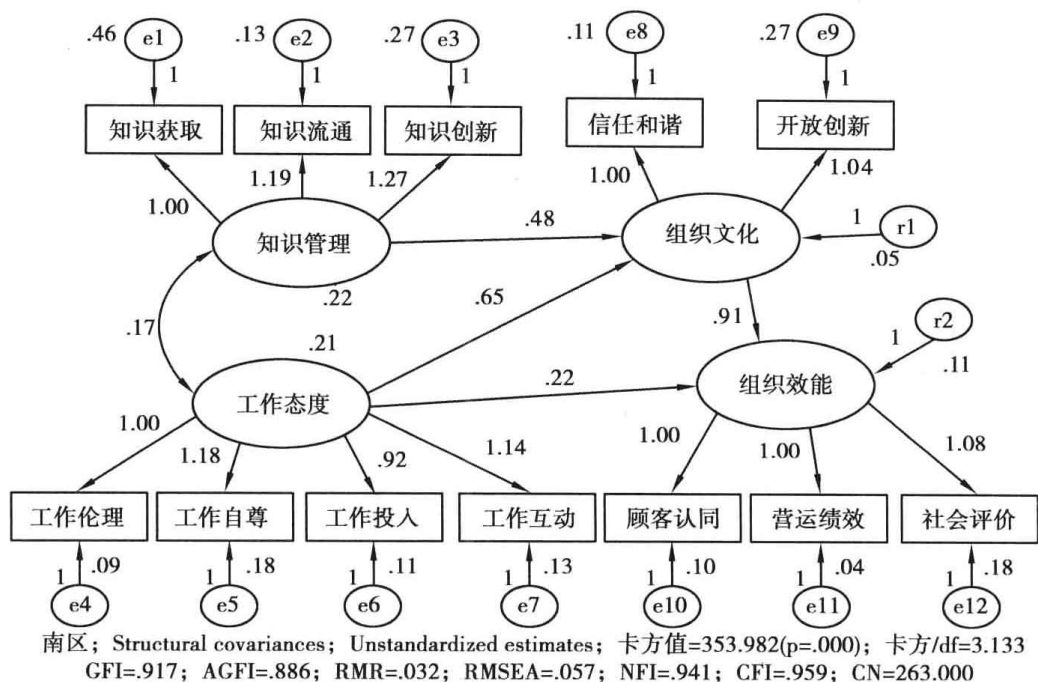 .46 e1 .13 e2 .27 e3 .11 e8 .27 e9
1 1 1 1 1
知识获取 知识流通 知识创新 信任和谐 开放创新
1.00 1.19 1.27 1.00 1.04
知识管理 .48 组织文化 1 r1
.22 .05
.17 .21 .65 .91 1 r2
工作态度 .22 组织效能 .11
1.00 1.18 .92 1.14 1.00 1.00 1.08
工作伦理 工作自尊 工作投入 工作互动 顾客认同 营运绩效 社会评价
1 .09 1 .18 1 .11 1 .13 1 .10 1 .04 1 .18
e4 e5 e6 e7 e10 e11 e12
南区；Structural covariances；Unstandardized estimates；卡方值=353.982(p=.000)；卡方/df=3.133
GFI=.917；AGFI=.886；RMR=.032；RMSEA=.057；NFI=.941；CFI=.959；CN=263.000